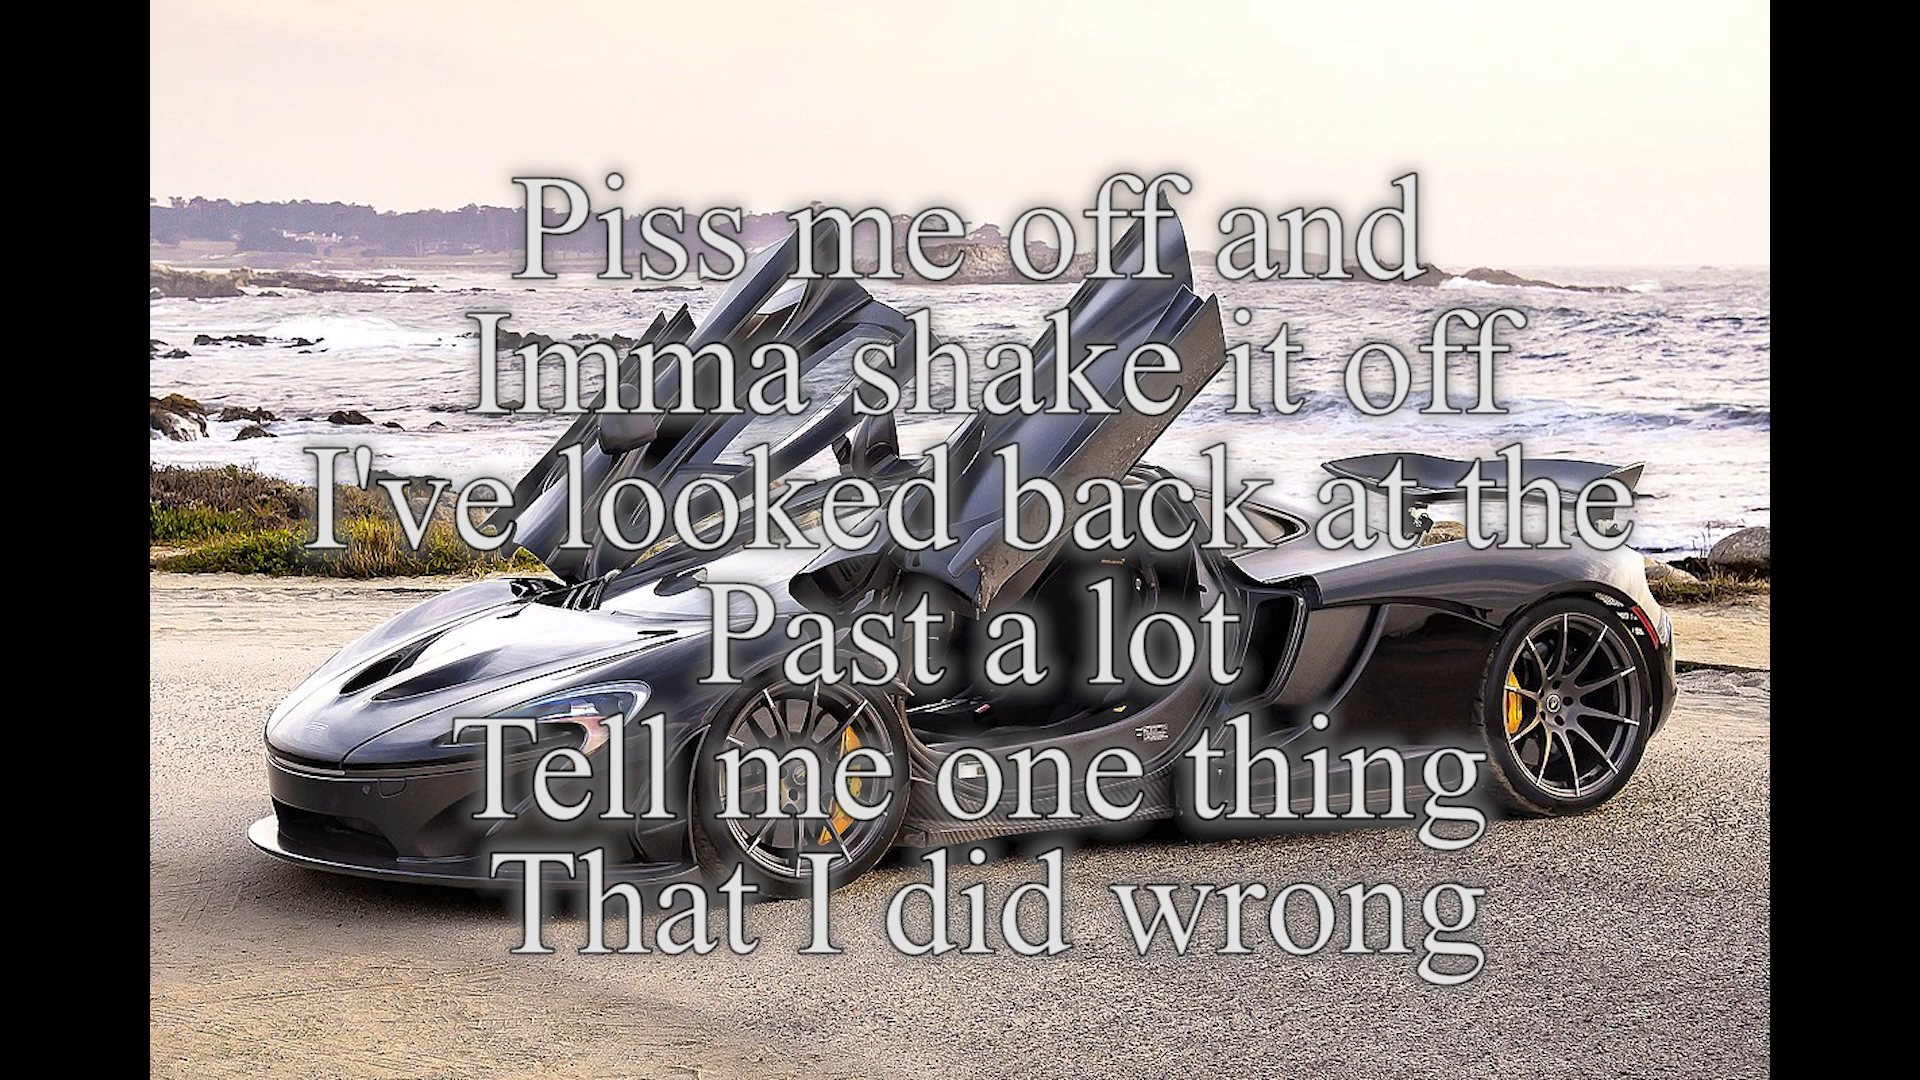 Piss me off and
Imma shake it off
I've looked back at the
Past a lot
Tell me one thing
That I did wrong